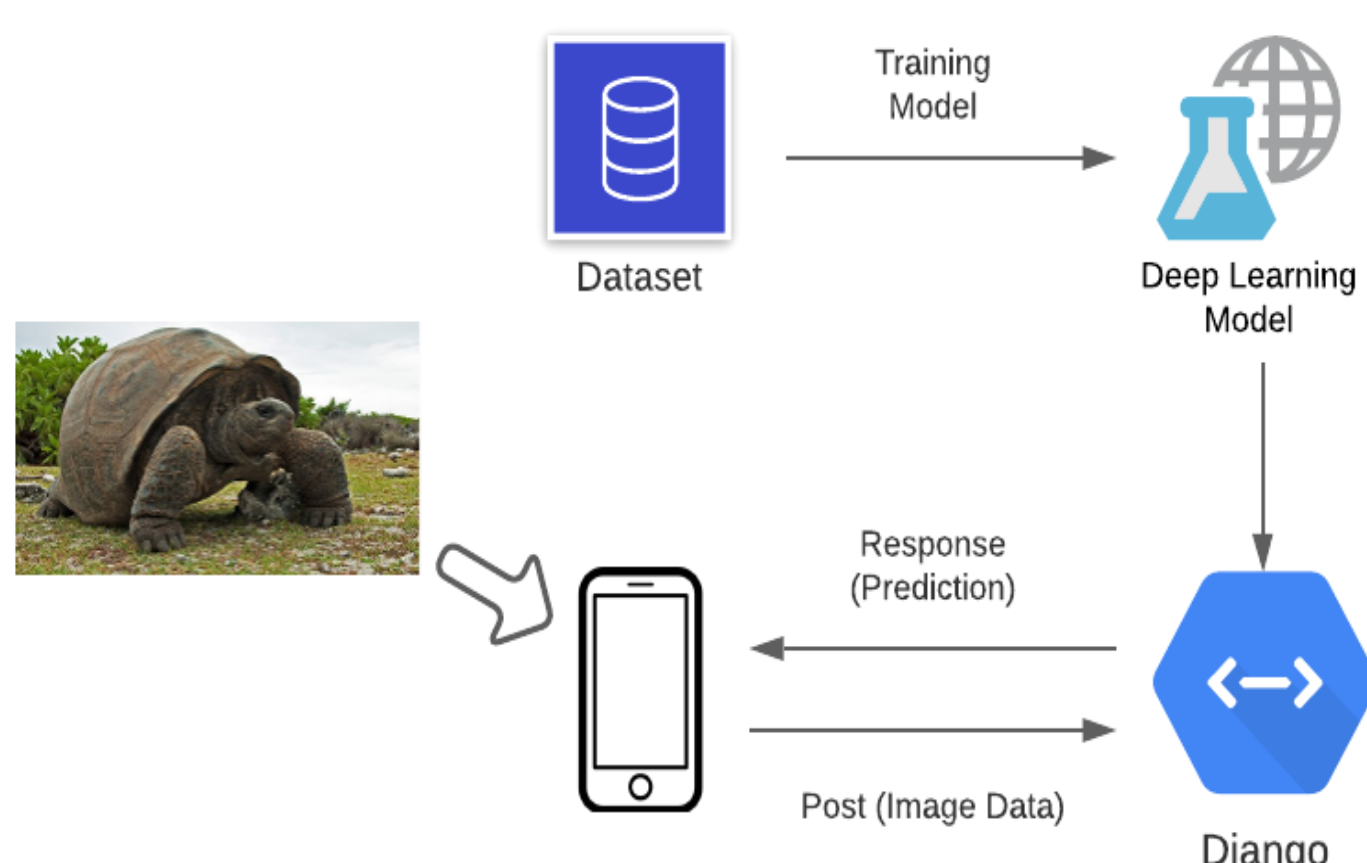 Training
Model
Dataset
Deep Learning
Model
Response
(Prediction)
Post (Image Data)
Django